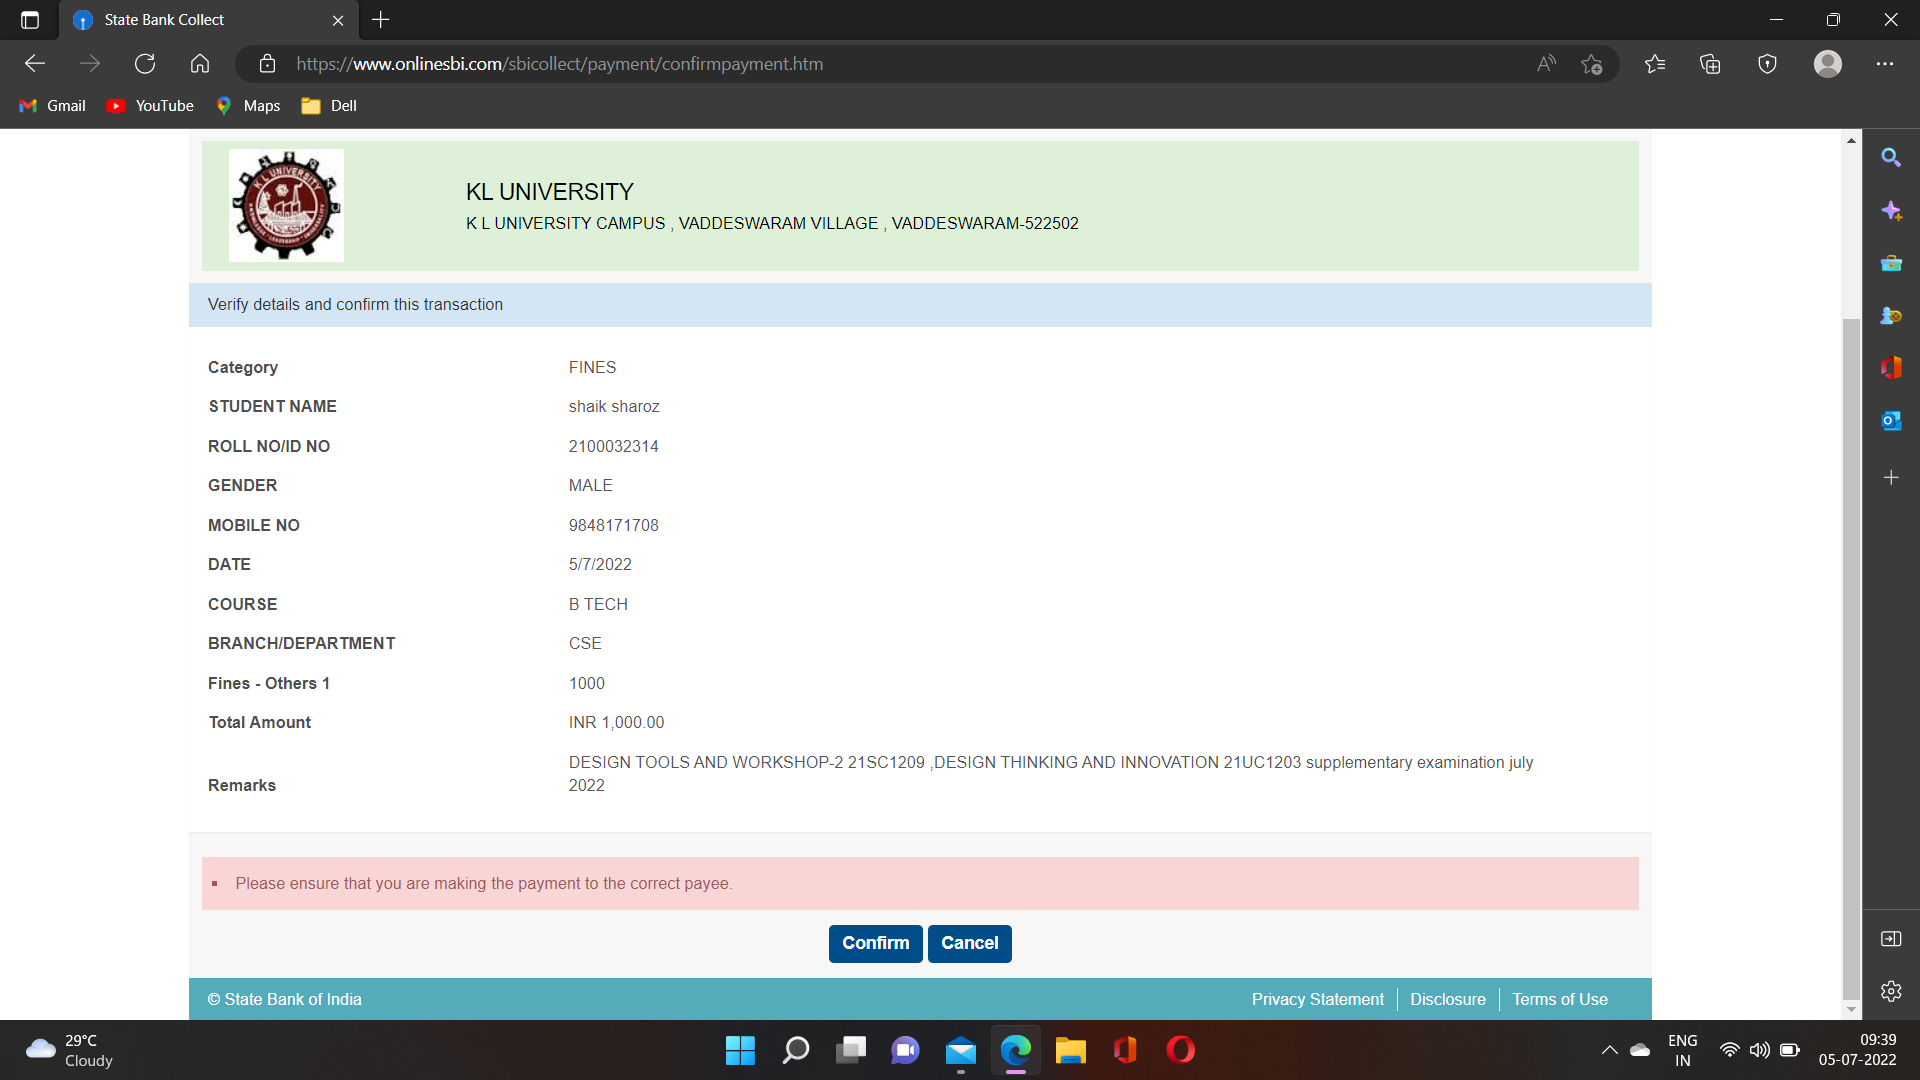 State Bank Collect
https://www.onlinesbi.com/sbicollect/payment/confirmpayment.htm
Gmail YouTube Maps Dell
K L UNIVERSITY
KL UNIVERSITY
K L UNIVERSITY CAMPUS , VADDESWARAM VILLAGE , VADDESWARAM-522502
Verify details and confirm this transaction
Category FINES
STUDENT NAME shaik sharoz
ROLL NO/ID NO 2100032314
GENDER MALE
MOBILE NO 9848171708
DATE 5/7/2022
COURSE B TECH
BRANCH/DEPARTMENT CSE
Fines - Others 1 1000
Total Amount INR 1,000.00
Remarks DESIGN TOOLS AND WORKSHOP-2 21SC1209 ,DESIGN THINKING AND INNOVATION 21UC1203 supplementary examination july
2022
Please ensure that you are making the payment to the correct payee.
Confirm Cancel
© State Bank of India Privacy Statement Disclosure Terms of Use
29°C
Cloudy
ENG
IN
09:39
05-07-2022